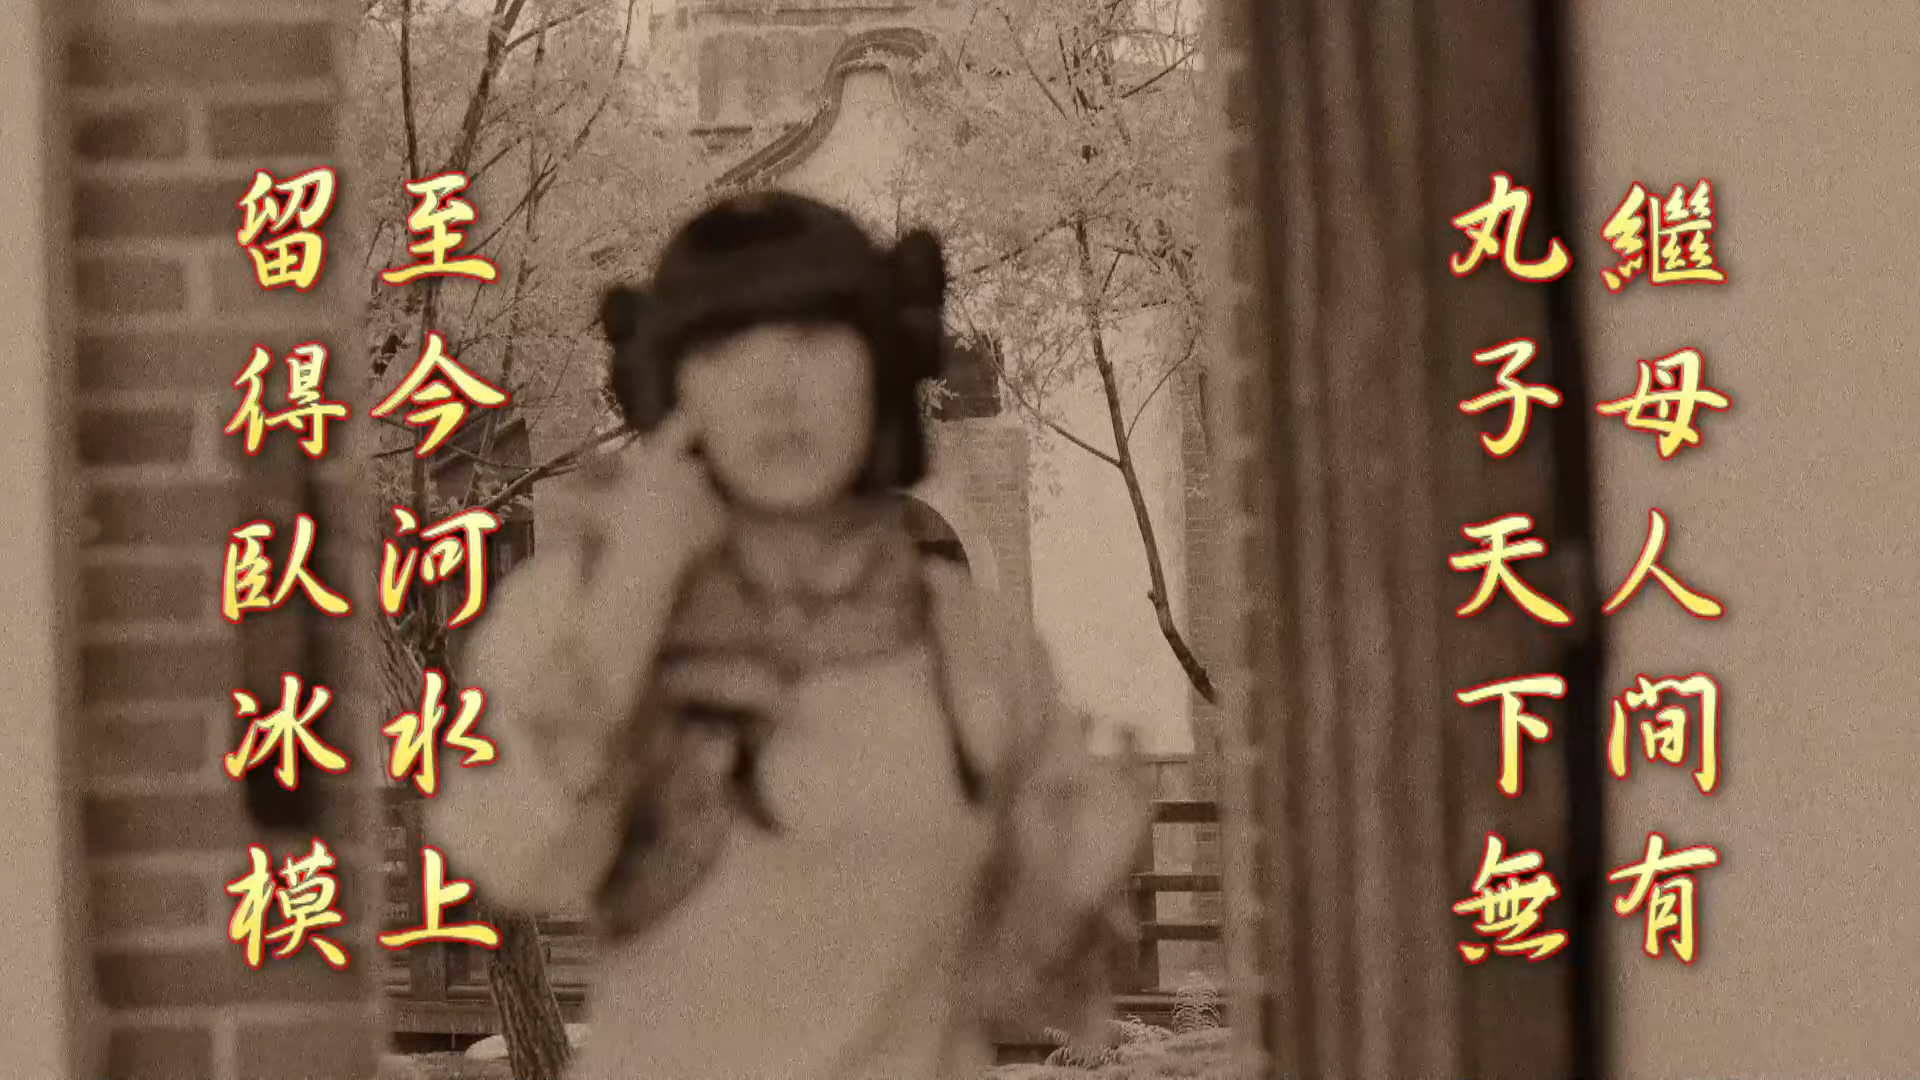 繼母人間有
丸子天下無
至今河水上
留得臥冰模